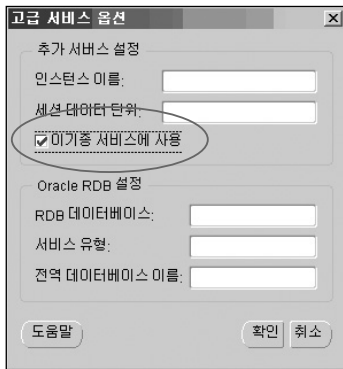 고급 서비스 옵션
추가 서비스 설정
인스턴스 이름:
세션 데이터 단위:
이기종 서비스에 사용
Oracle RDB 설정
RDB 데이터베이스:
서비스 유형:
전역 데이터베이스 이름:
도움말
확인 취소